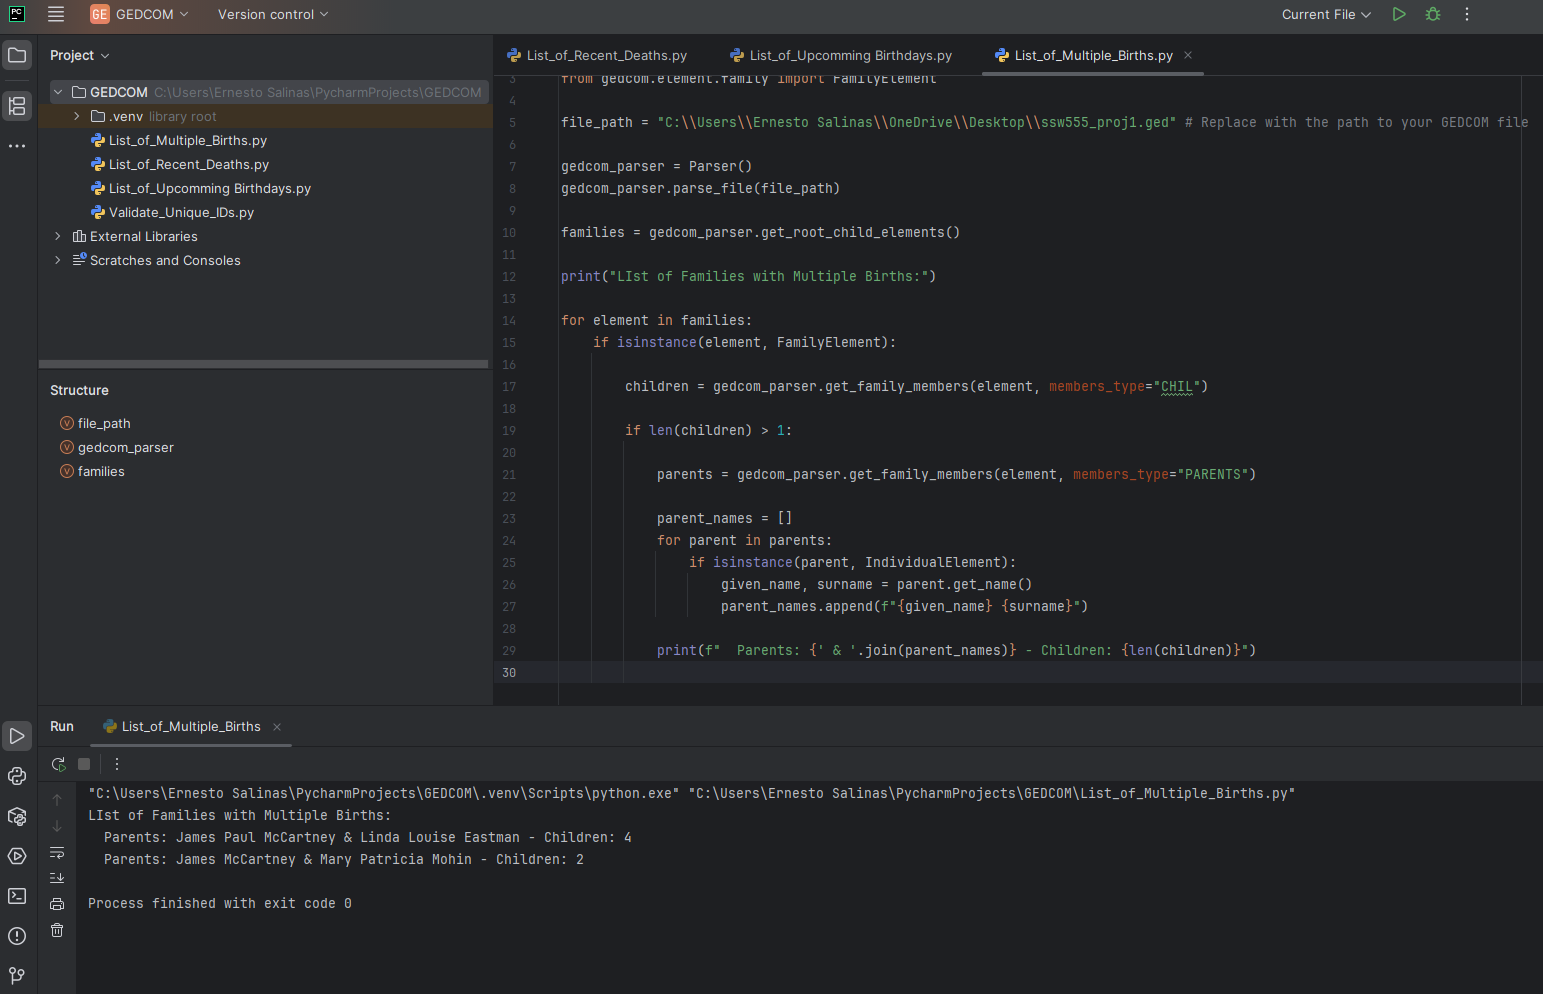 PC
GE GEDCOM Version control Current File
Project
GEDCOM C:\Users\Ernesto Salinas\PycharmProjects\GEDCOM
.venv library root
List_of_Multiple_Births.py
List_of_Recent_Deaths.py
List_of_Upcomming Birthdays.py
Validate_Unique_IDs.py
External Libraries
Scratches and Consoles
Structure
V file_path
V gedcom_parser
V families
List_of_Recent_Deaths.py List_of_Upcomming Birthdays.py List_of_Multiple_Births.py
3 from gedcom.element.family import FamilyElement
4
5 file_path = "C:\\Users\\Ernesto Salinas\\OneDrive\\Desktop\\ssw555_proj1.ged" # Replace with the path to your GEDCOM file
6
7 gedcom_parser = Parser()
8 gedcom_parser.parse_file(file_path)
9
10 families = gedcom_parser.get_root_child_elements()
11
12 print("LIst of Families with Multiple Births:")
13
14 for element in families:
15 if isinstance(element, FamilyElement):
16
17 children = gedcom_parser.get_family_members(element, members_type="CHIL")
18
19 if len(children) > 1:
20
21 parents = gedcom_parser.get_family_members(element, members_type="PARENTS")
22
23 parent_names = []
24 for parent in parents:
25 if isinstance(parent, IndividualElement):
26 given_name, surname = parent.get_name()
27 parent_names.append(f"{given_name} {surname}")
28
29 print(f"  Parents: {' & '.join(parent_names)} - Children: {len(children)}")
30
Run List_of_Multiple_Births
"C:\Users\Ernesto Salinas\PycharmProjects\GEDCOM\.venv\Scripts\python.exe" "C:\Users\Ernesto Salinas\PycharmProjects\GEDCOM\List_of_Multiple_Births.py"
LIst of Families with Multiple Births:
Parents: James Paul McCartney & Linda Louise Eastman - Children: 4
Parents: James McCartney & Mary Patricia Mohin - Children: 2
Process finished with exit code 0